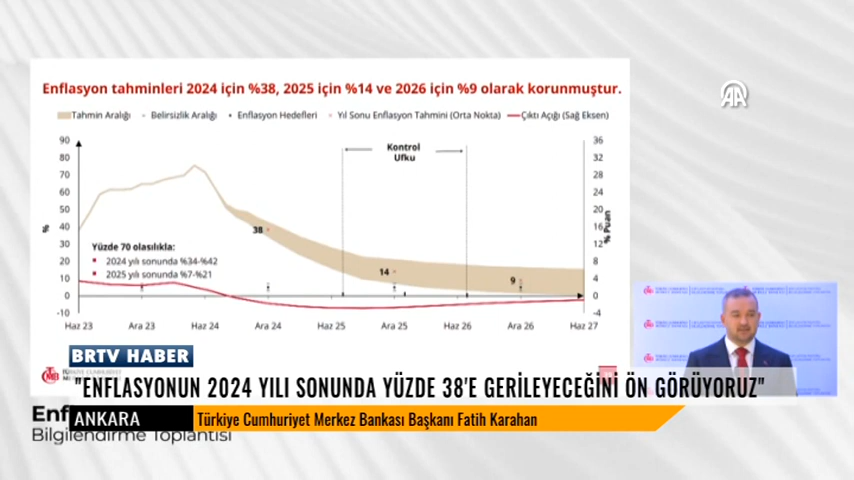 Enflasyon tahminleri 2024 için %38, 2025 için %14 ve 2026 için %9 olarak korunmuştur.
AA
Tahmin Aralığı Belirsizlik Aralığı Enflasyon Hedefleri Yıl Sonu Enflasyon Tahmini (Orta Nokta) Çıktı Açığı (Sağ Eksen)
90 36
80 32
70 28
60 24
50 20
40 16
30 12
20 8
10 4
0 0
-10 -4
%
% Puan
Kontrol
Ufku
38
14
9
Yüzde 70 olasılıkla:
2024 yılı sonunda %34-%42
2025 yılı sonunda %7-%21
Haz 23 Ara 23 Haz 24 Ara 24 Haz 25 Ara 25 Haz 26 Ara 26 Haz 27
BRTV HABER
"ENFLASYONUN 2024 YILI SONUNDA YÜZDE 38'E GERİLEYECEĞİNİ ÖN GÖRÜYORUZ"
ANKARA
Türkiye Cumhuriyet Merkez Bankası Başkanı Fatih Karahan
Bilgilendirme Toplantısı